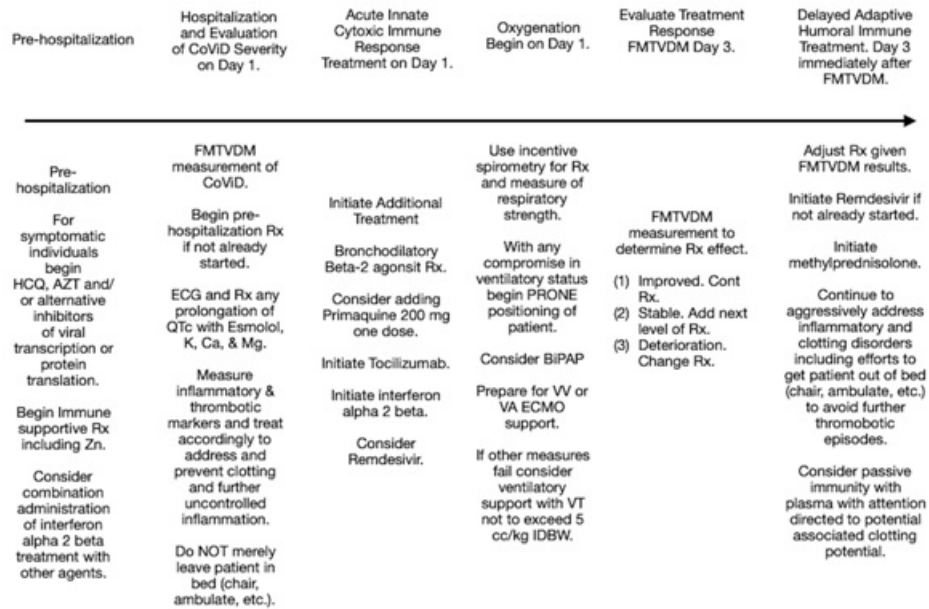 Pre-hospitalization
Hospitalization
and Evaluation
of CoViD Severity
on Day 1.
Acute Innate
Cytoxic Immune
Response
Treatment on Day 1.
Oxygenation
Begin on Day 1.
Evaluate Treatment
Response
FMTVDM Day 3.
Delayed Adaptive
Humoral Immune
Treatment. Day 3
immediately after
FMTVDM.
Pre-
hospitalization
For
symptomatic
individuals
begin
HCQ, AZT and/
or alternative
inhibitors
of viral
transcription or
protein
translation.
Begin Immune
supportive Rx
including Zn.
Consider
combination
administration
of interferon
alpha 2 beta
treatment with
other agents.
FMTVDM
measurement of
CoViD.
Begin pre-
hospitalization Rx
if not already
started.
ECG and Rx any
prolongation of
QTc with Esmolol,
K, Ca, & Mg.
Measure
inflammatory &
thrombotic
markers and treat
accordingly to
address and
prevent clotting
and further
uncontrolled
inflammation.
Do NOT merely
leave patient in
bed (chair,
ambulate, etc.).
Initiate Additional
Treatment
Bronchodilatory
Beta-2 agonsit Rx.
Consider adding
Primaquine 200 mg
one dose.
Initiate Tocilizumab.
Initiate interferon
alpha 2 beta.
Consider
Remdesivir.
Use incentive
spirometry for Rx
and measure of
respiratory
strength.
With any
compromise in
ventilatory status
begin PRONE
positioning of
patient.
Consider BiPAP
Prepare for VV or
VA ECMO
support.
If other measures
fail consider
ventilatory
support with VT
not to exceed 5
cc/kg IDBW.
FMTVDM
measurement to
determine Rx effect.
(1) Improved. Cont
Rx.
(2) Stable. Add next
level of Rx.
(3) Deterioration.
Change Rx.
Adjust Rx given
FMTVDM results.
Initiate Remdesivir if
not already started.
Initiate
methylprednisolone.
Continue to
aggressively address
inflammatory and
clotting disorders
including efforts to
get patient out of bed
(chair, ambulate, etc.)
to avoid further
thromobotic
episodes.
Consider passive
immunity with
plasma with attention
directed to potential
associated clotting
potential.